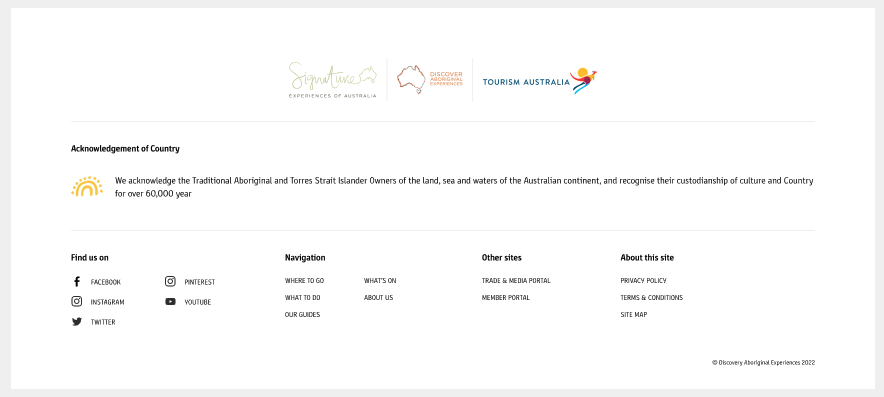 Signature
EXPERIENCES OF AUSTRALIA
DISCOVER
ABORIGINAL
EXPERIENCES
TOURISM AUSTRALIA
Acknowledgement of Country
We acknowledge the Traditional Aboriginal and Torres Strait Islander Owners of the land, sea and waters of the Australian continent, and recognise their custodianship of culture and Country
for over 60,000 year
Find us on
FACEBOOK
PINTEREST
INSTAGRAM
YOUTUBE
TWITTER
Navigation
WHERE TO GO
WHAT'S ON
WHAT TO DO
ABOUT US
OUR GUIDES
Other sites
TRADE & MEDIA PORTAL
MEMBER PORTAL
About this site
PRIVACY POLICY
TERMS & CONDITIONS
SITE MAP
© Discovery Aboriginal Experiences 2022